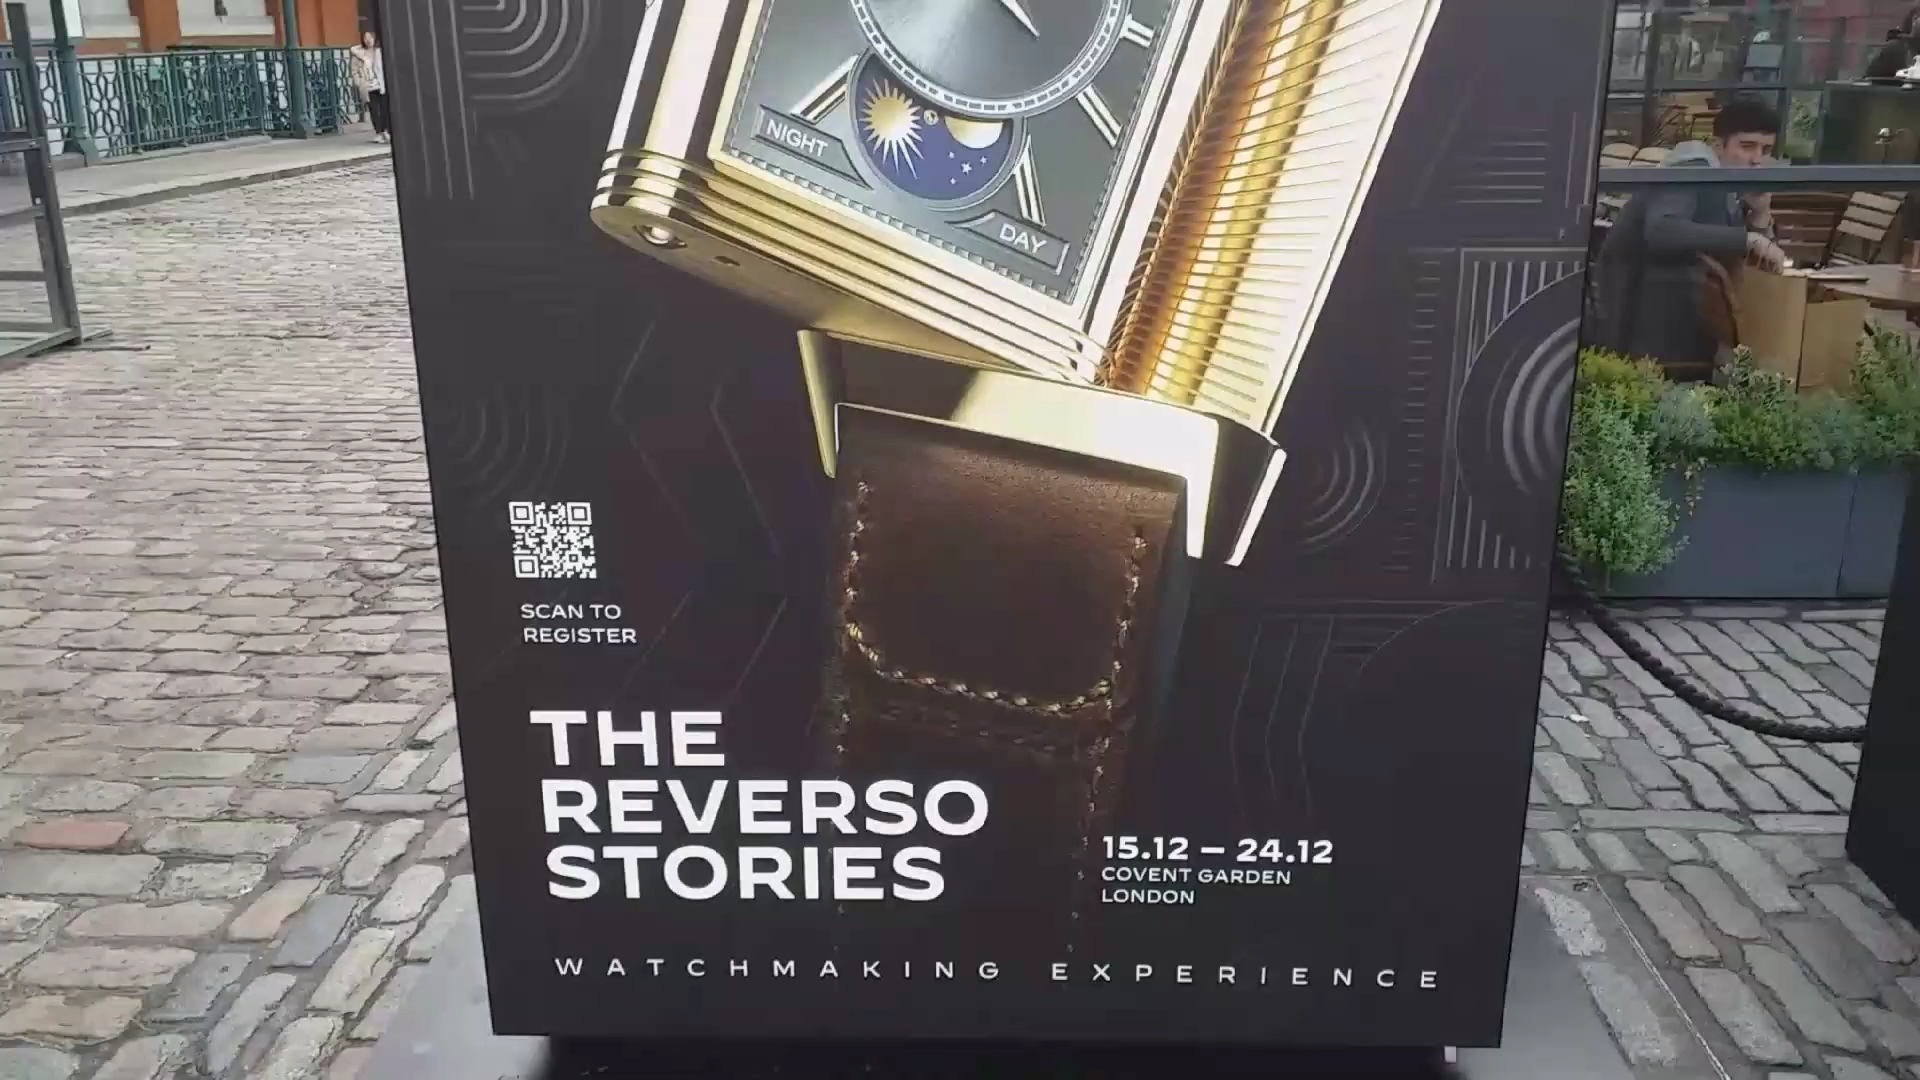 NIGHT
DAY
SCAN TO
REGISTER
THE
REVERSO
STORIES
15.12 – 24.12
COVENT GARDEN
LONDON
WATCHMAKING EXPERIENCE